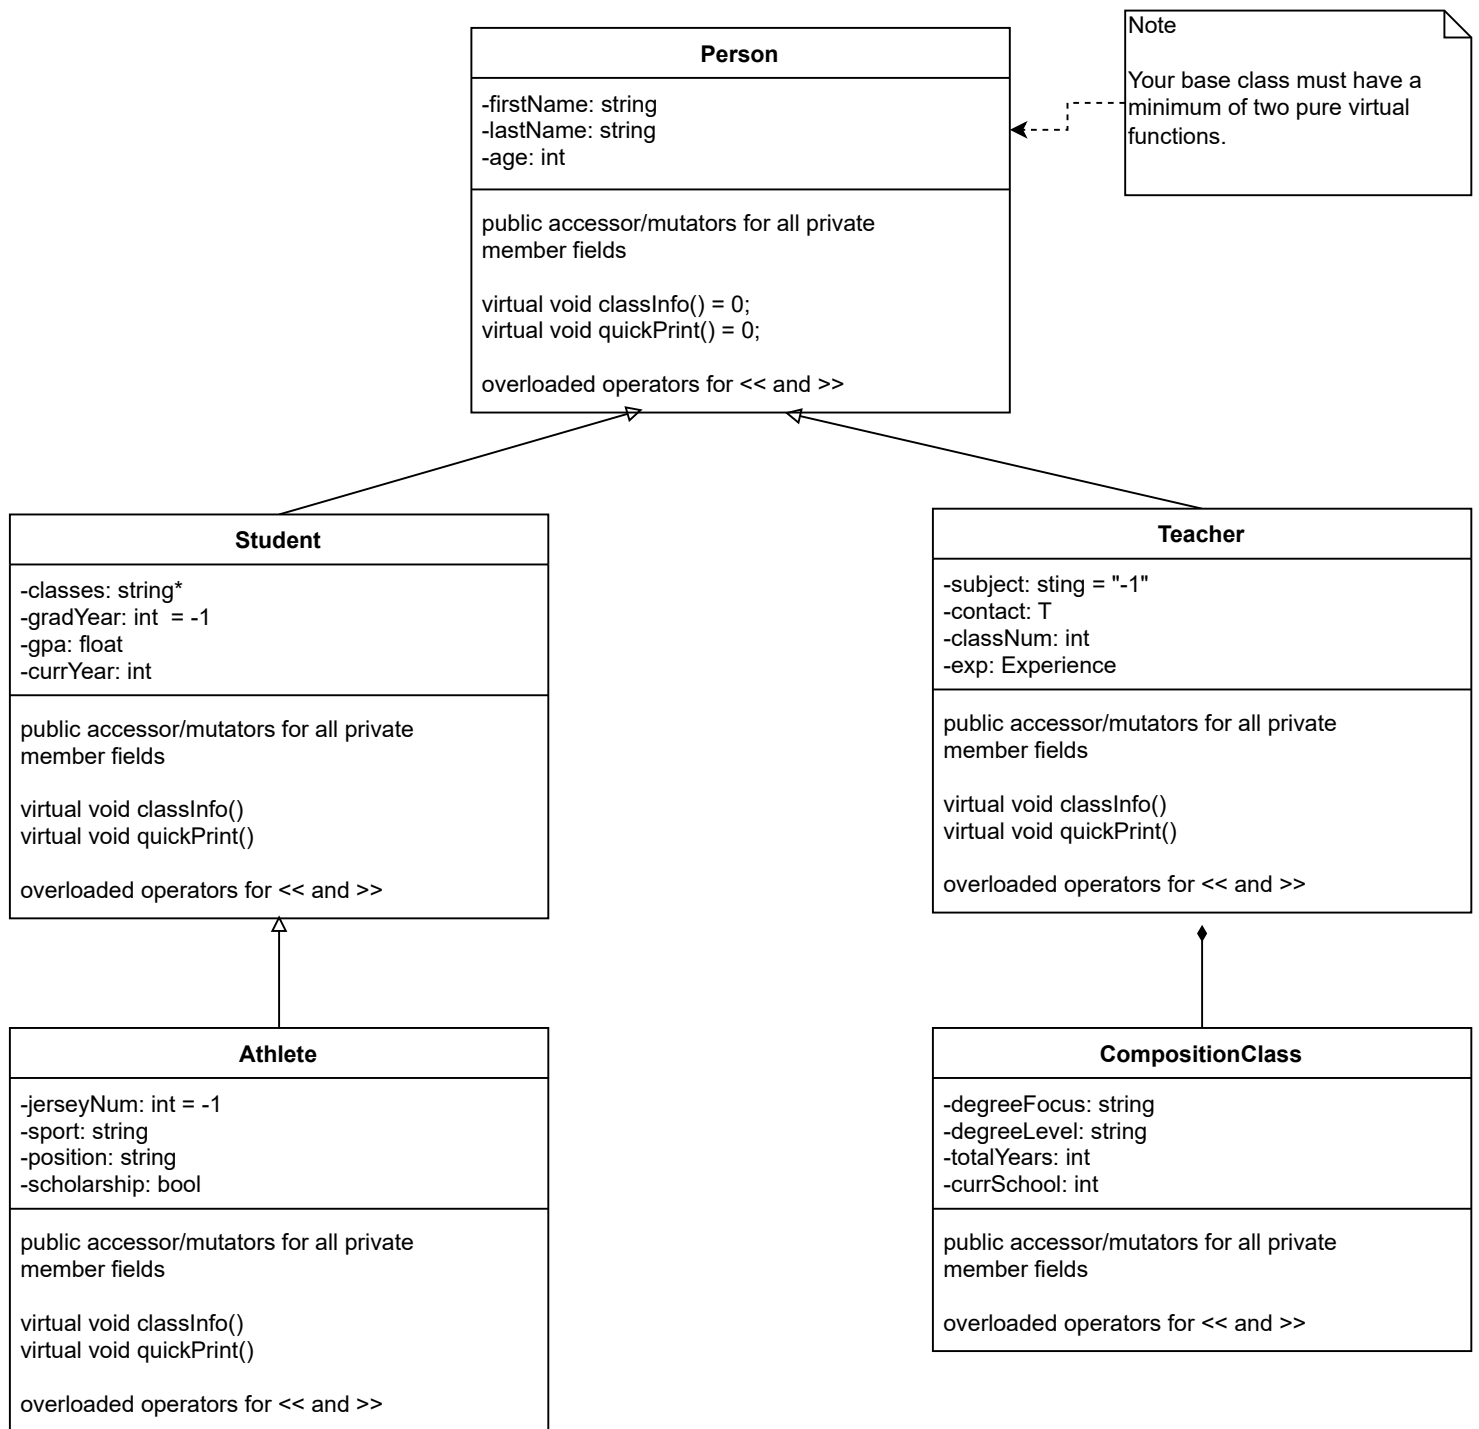 Person
-firstName: string
-lastName: string
-age: int
public accessor/mutators for all private
member fields
virtual void classInfo() = 0;
virtual void quickPrint() = 0;
overloaded operators for << and >>
Note
Your base class must have a
minimum of two pure virtual
functions.
Student
-classes: string*
-gradYear: int  = -1
-gpa: float
-currYear: int
public accessor/mutators for all private
member fields
virtual void classInfo()
virtual void quickPrint()
overloaded operators for << and >>
Teacher
-subject: sting = "-1"
-contact: T
-classNum: int
-exp: Experience
public accessor/mutators for all private
member fields
virtual void classInfo()
virtual void quickPrint()
overloaded operators for << and >>
Athlete
-jerseyNum: int = -1
-sport: string
-position: string
-scholarship: bool
public accessor/mutators for all private
member fields
virtual void classInfo()
virtual void quickPrint()
overloaded operators for << and >>
CompositionClass
-degreeFocus: string
-degreeLevel: string
-totalYears: int
-currSchool: int
public accessor/mutators for all private
member fields
overloaded operators for << and >>